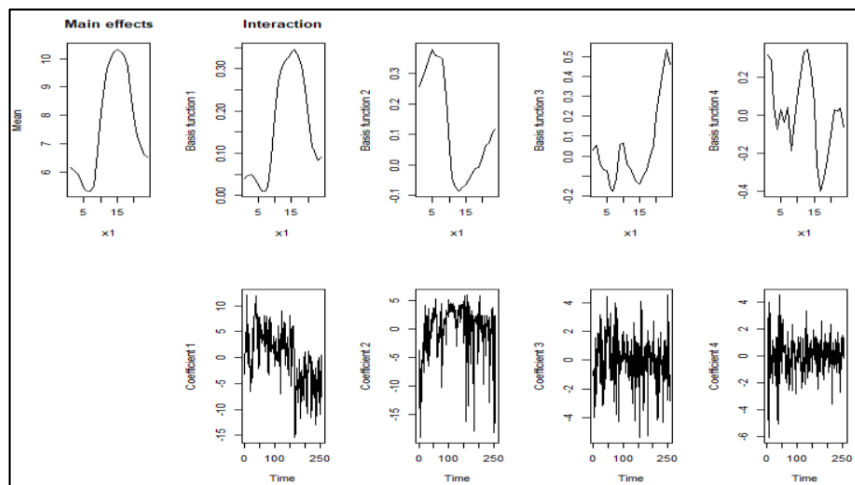 Main effects
Interaction
Mean
6 7 8 9 10
5 15
x1
Basis function 1
0.00 0.10 0.20 0.30
5 15
x1
Basis function 2
-0.1 0.0 0.1 0.2 0.3
5 15
x1
Basis function 3
-0.2 0.0 0.1 0.2 0.3 0.4 0.5
5 15
x1
Basis function 4
-0.4 -0.2 0.0 0.2
5 15
x1
Coefficient 1
-15 -10 -5 0 5 10
0 100 250
Time
Coefficient 2
-15 -10 -5 0 5
0 100 250
Time
Coefficient 3
-4 -2 0 2 4
0 100 250
Time
Coefficient 4
-6 -4 -2 0 2 4
0 100 250
Time